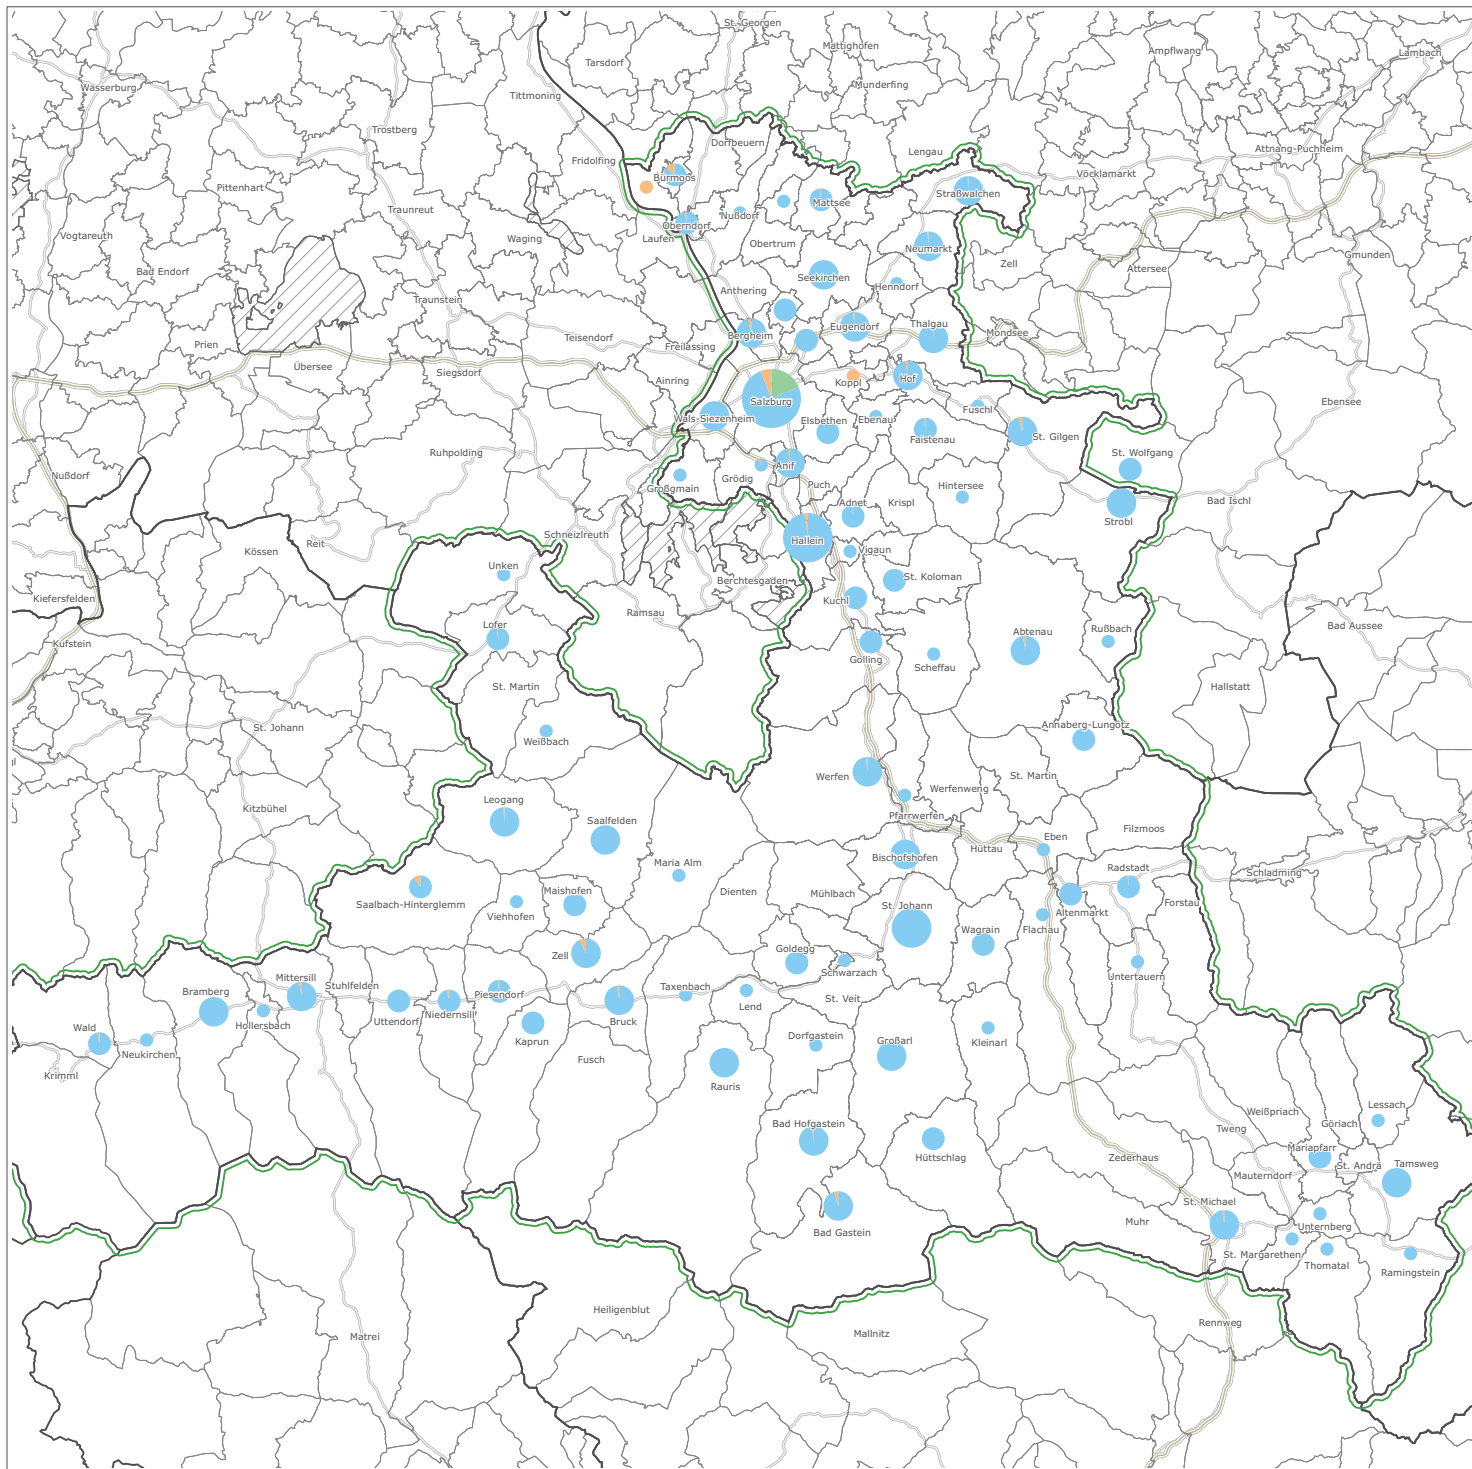 St. Georgen
Mattighofen
Ampflwang
Lambach
Tarsdorf
Wasserburg
Tittmoning
Munderfing
Trostberg
Dorfbeuern
Lengau
Attnang-Puchheim
Fridolfing
Vöcklamarkt
Bürmoos
Pittenhart
Straßwalchen
Mattsee
Traunreut
Nußdorf
Oberndorf
Vogtareuth
Waging
Laufen
Obertrum
Neumarkt
Gmunden
Zell
Attersee
Bad Endorf
Seekirchen
Henndorf
Anthering
Traunstein
Thalgau
Eugendorf
Mondsee
Bergheim
Teisendorf
Prien
Freilassing
Übersee
Siegsdorf
Hof
Koppl
Ainring
Salzburg
Ebensee
Fuschl
Wals-Siezenheim
Elsbethen
Ebenau
St. Gilgen
Faistenau
Ruhpolding
St. Wolfgang
Anif
Nußdorf
Grödig
Puch
Hintersee
Großgmain
Adnet
Krispl
Bad Ischl
Strobl
Schneizlreuth
Hallein
Reit
Kössen
Vigaun
Unken
St. Koloman
Berchtesgaden
Kiefersfelden
Kuchl
Ramsau
Lofer
Bad Aussee
Rußbach
Abtenau
Kufstein
Golling
Scheffau
St. Martin
Hallstatt
Annaberg-Lungötz
St. Johann
Weißbach
Werfen
St. Martin
Werfenweng
Leogang
Kitzbühel
Pfarrwerfen
Saalfelden
Filzmoos
Eben
Hüttau
Bischofshofen
Maria Alm
Radstadt
Schladming
Maishofen
Dienten
Mühlbach
Saalbach-Hinterglemm
Viehhofen
St. Johann
Forstau
Altenmarkt
Wagrain
Flachau
Goldegg
Zell
Schwarzach
Untertauern
Mittersill
Stuhlfelden
Taxenbach
Bramberg
Piesendorf
St. Veit
Lend
Uttendorf
Niedernsill
Hollersbach
Bruck
Wald
Dorfgastein
Großarl
Kleinarl
Kaprun
Neukirchen
Fusch
Krimml
Rauris
Lessach
Weißpriach
Bad Hofgastein
Göriach
Tweng
Mariapfarr
Hüttschlag
Zederhaus
St. Andrä
Tamsweg
Mauterndorf
St. Michael
Muhr
Unternberg
Bad Gastein
St. Margarethen
Thomatal
Ramingstein
Heiligenblut
Rennweg
Mallnitz
Matrei